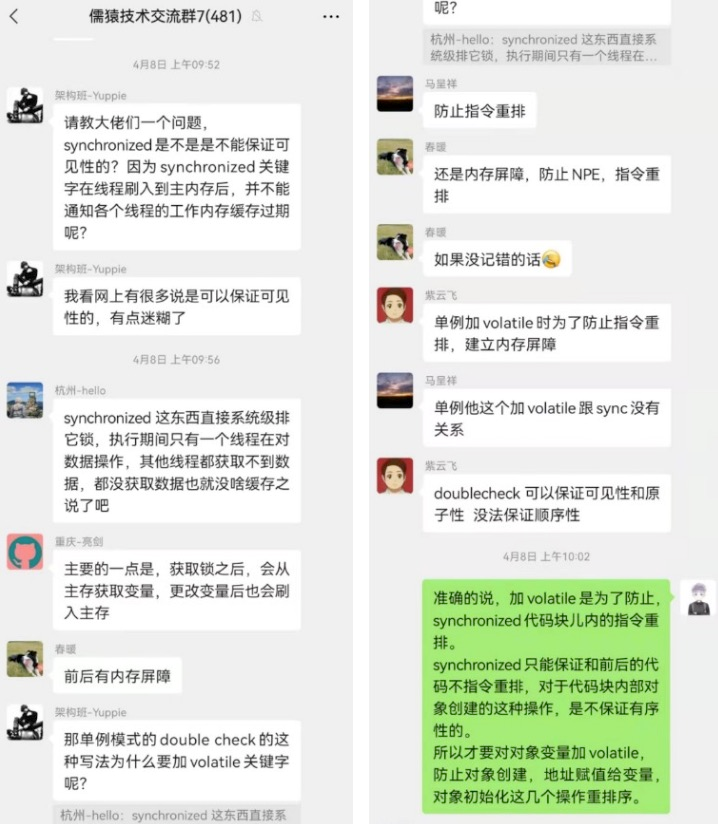 儒猿技术交流群7(481)
4月8日 上午09:52
架构班-Yuppie
请教大佬们一个问题，
synchronized是不是不能保证可
见性的？因为synchronized关键
字在线程刷入到主内存后，并不能
通知各个线程的工作内存缓存过期
呢？
架构班-Yuppie
我看网上有很多说是可以保证可见
性的，有点迷糊了
4月8日 上午09:56
杭州-hello
synchronized 这东西直接系统级排
它锁，执行期间只有一个线程在对
数据操作，其他线程都获取不到数
据，都没获取数据也就没啥缓存之
说了吧
重庆-亮剑
主要的一点是，获取锁之后，会从
主存获取变量，更改变量后也会刷
入主存
春暖
前后有内存屏障
架构班-Yuppie
那单例模式的double check的这
种写法为什么要加volatile关键字
呢？
杭州-hello：synchronized 这东西直接系
呢？
杭州-hello：synchronized 这东西直接系
统级排它锁，执行期间只有一个线程在...
马呈祥
防止指令重排
春暖
还是内存屏障，防止NPE，指令重
排
春暖
如果没记错的话
紫云飞
单例加volatile时为了防止指令重
排，建立内存屏障
马呈祥
单例他这个加volatile跟sync没有
关系
紫云飞
doublecheck 可以保证可见性和原
子性 没法保证顺序性
4月8日 上午10:02
准确的说，加volatile是为了防止，
synchronized代码块儿内的指令重
排。
synchronized只能保证和前后的代
码不指令重排，对于代码块内部对
象创建的这种操作，是不保证有序
性的。
所以才要对对象变量加volatile，
防止对象创建，地址赋值给变量，
对象初始化这几个操作重排序。